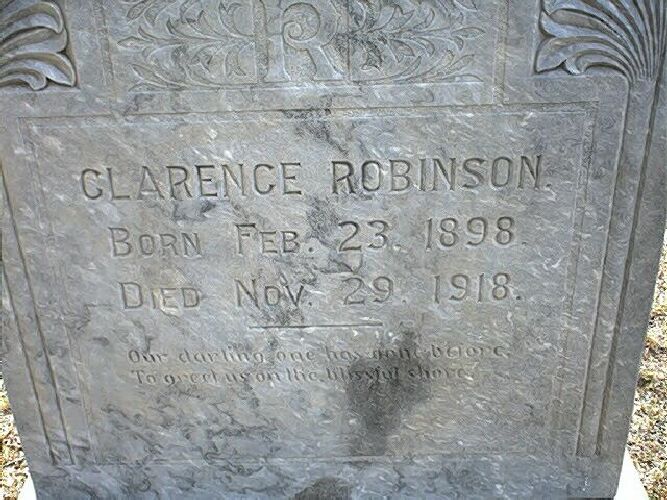 R
CLARENCE ROBINSON.
BORN FEB. 23. 1898.
DIED NOV. 29. 1918.
Our darling one has gone before,
To greet us on the blissful shore.